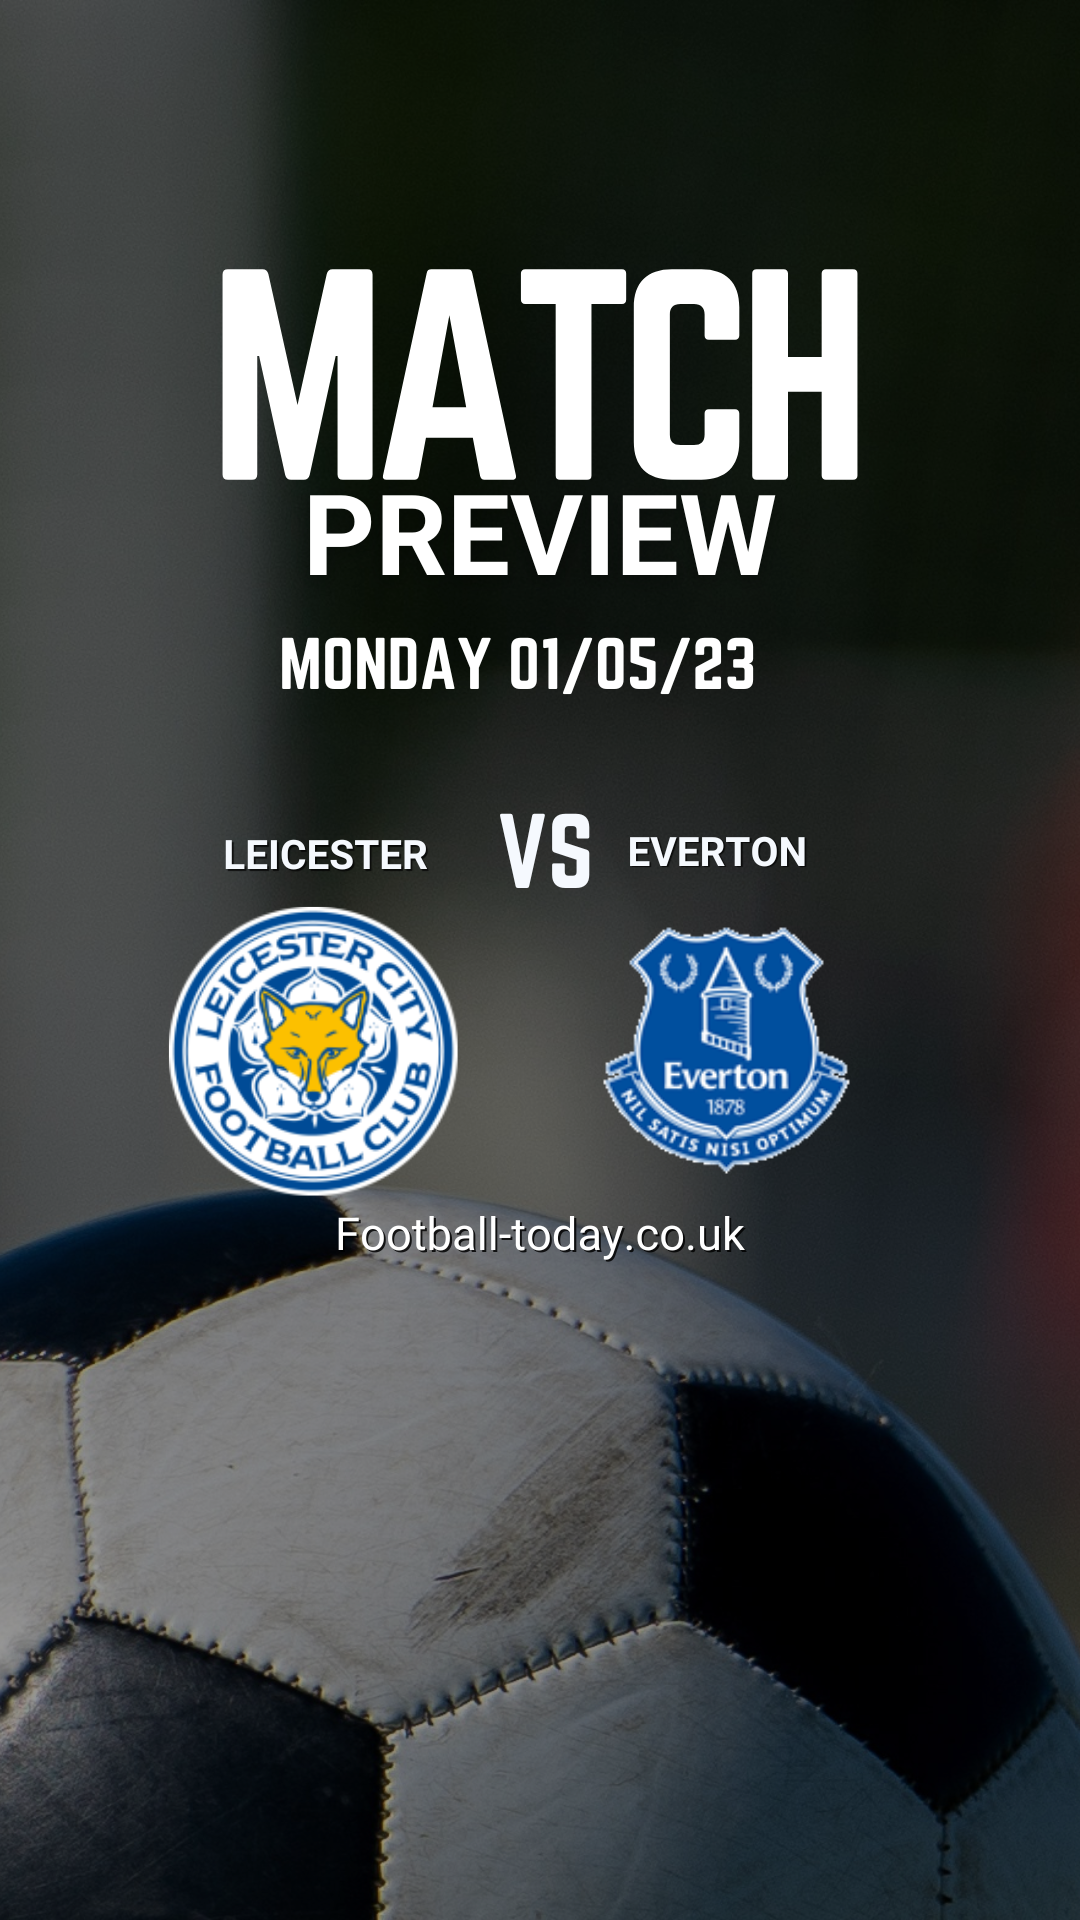 MATCH
PREVIEW
MONDAY 01/05/23
LEICESTER VS EVERTON
LEICESTER CITY
FOOTBALL CLUB
Everton
1878
NIL SATIS NISI OPTIMUM
Football-today.co.uk